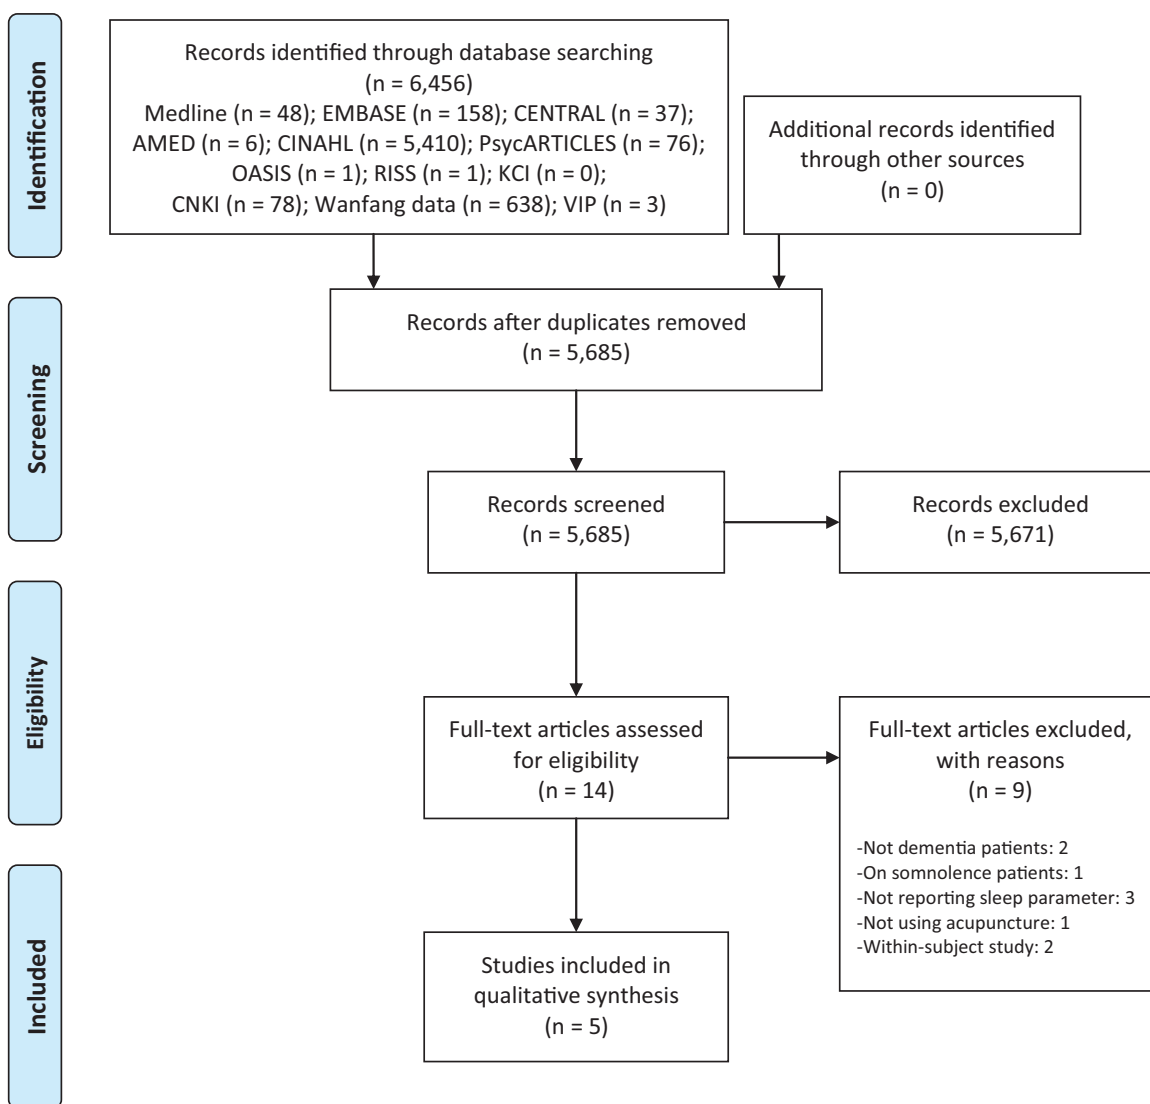 Identification
Records identified through database searching
(n = 6,456)
Medline (n = 48); EMBASE (n = 158); CENTRAL (n = 37);
AMED (n = 6); CINAHL (n = 5,410); PsycARTICLES (n = 76);
OASIS (n = 1); RISS (n = 1); KCI (n = 0);
CNKI (n = 78); Wanfang data (n = 638); VIP (n = 3)
Additional records identified
through other sources
(n = 0)
Screening
Records after duplicates removed
(n = 5,685)
Records screened
(n = 5,685)
Records excluded
(n = 5,671)
Eligibility
Full-text articles assessed
for eligibility
(n = 14)
Full-text articles excluded,
with reasons
(n = 9)
-Not dementia patients: 2
-On somnolence patients: 1
-Not reporting sleep parameter: 3
-Not using acupuncture: 1
-Within-subject study: 2
Included
Studies included in
qualitative synthesis
(n = 5)